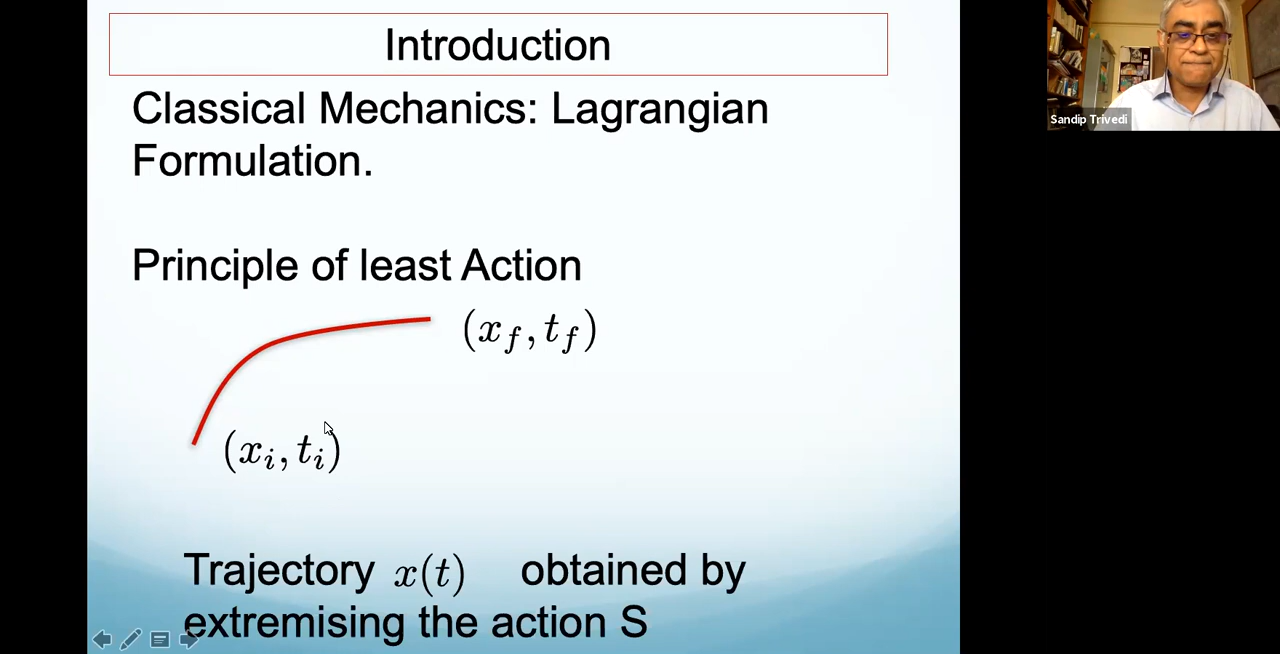 Introduction
Classical Mechanics: Lagrangian
Formulation.
Principle of least Action
(x_f, t_f)
(x_i, t_i)
Trajectory x(t) obtained by
extremising the action S
Sandip Trivedi